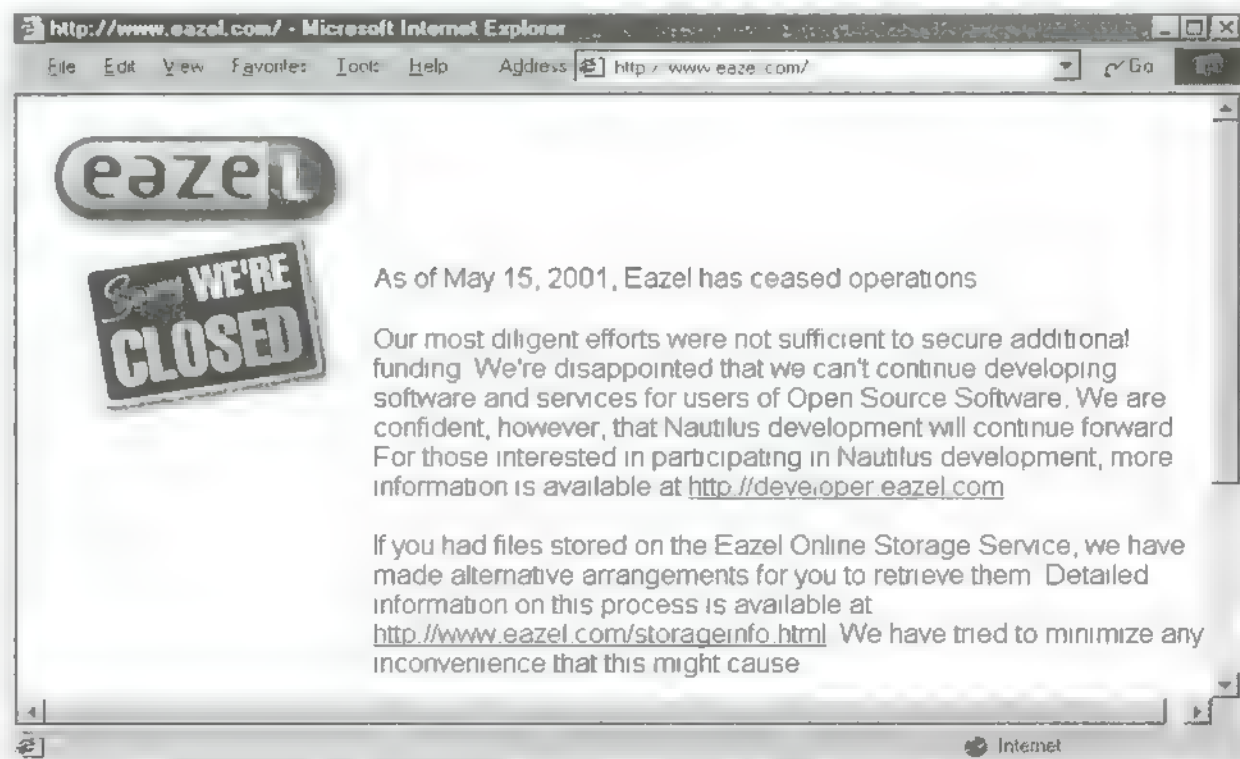 http://www.eazel.com/ - Microsoft Internet Explorer
File Edit View Favorites Tools Help Address http://www.eazel.com/ Go
eazel
Sorry WE'RE
CLOSED
As of May 15, 2001, Eazel has ceased operations
Our most diligent efforts were not sufficient to secure additional
funding. We're disappointed that we can't continue developing
software and services for users of Open Source Software. We are
confident, however, that Nautilus development will continue forward
For those interested in participating in Nautilus development, more
information is available at http://developer.eazel.com
If you had files stored on the Eazel Online Storage Service, we have
made alternative arrangements for you to retrieve them. Detailed
information on this process is available at
http://www.eazel.com/storageinfo.html. We have tried to minimize any
inconvenience that this might cause
Internet